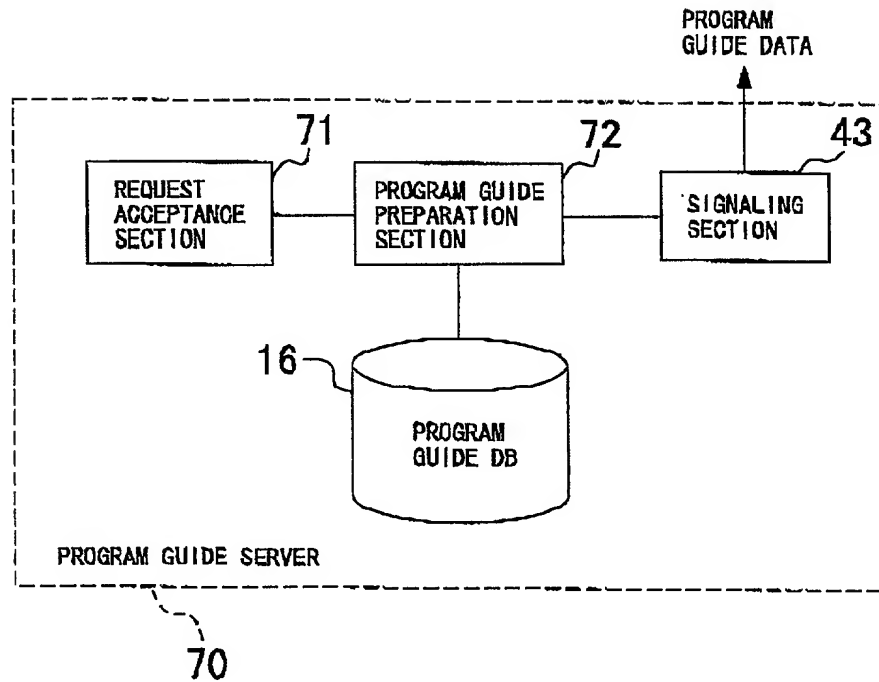 PROGRAM
GUIDE DATA
71
72
43
REQUEST
ACCEPTANCE
SECTION
PROGRAM GUIDE
PREPARATION
SECTION
SIGNALING
SECTION
16
PROGRAM
GUIDE DB
PROGRAM GUIDE SERVER
70